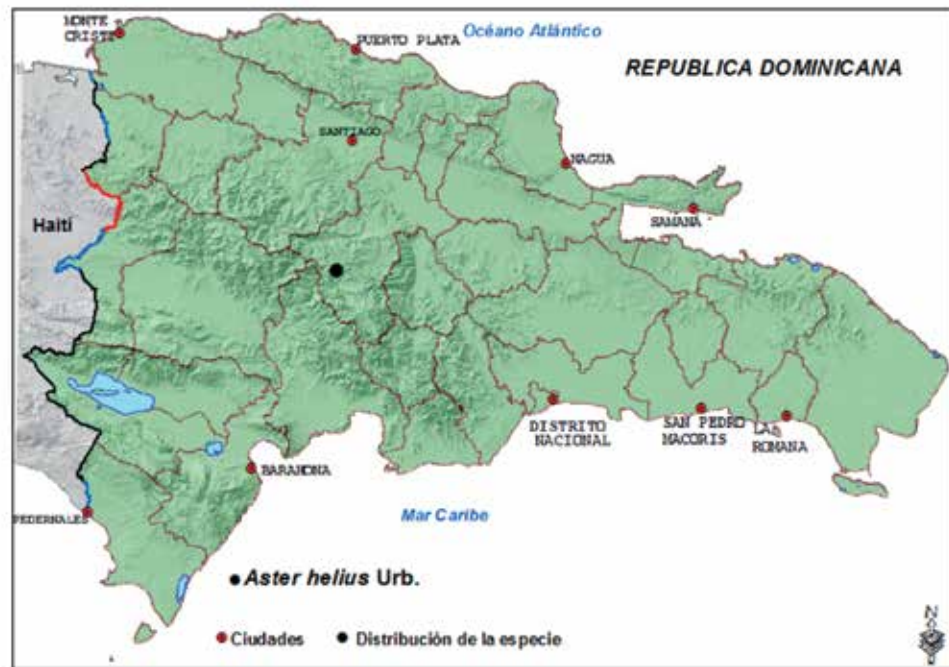 MONTE
CRISTI
PUERTO PLATA
Océano Atlántico
REPUBLICA DOMINICANA
SANTIAGO
NAGUA
SAMANA
Haití
DISTRITO
NACIONAL
SAN PEDRO
MACORIS
LA
ROMANA
BARAHONA
PEDERNALES
Mar Caribe
Aster helius Urb.
Ciudades
Distribución de la especie
N